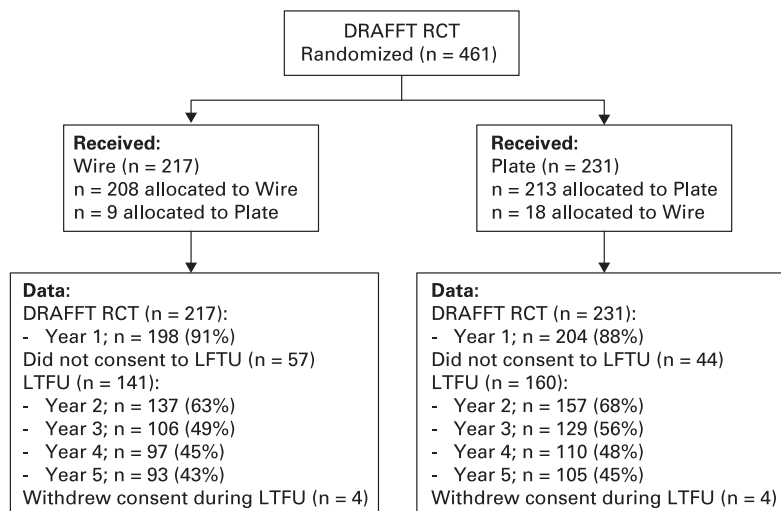 DRAFFT RCT
Randomized (n = 461)
Received:
Wire (n = 217)
n = 208 allocated to Wire
n = 9 allocated to Plate
Received:
Plate (n = 231)
n = 213 allocated to Plate
n = 18 allocated to Wire
Data:
DRAFFT RCT (n = 217):
- Year 1; n = 198 (91%)
Did not consent to LFTU (n = 57)
LTFU (n = 141):
- Year 2; n = 137 (63%)
- Year 3; n = 106 (49%)
- Year 4; n = 97 (45%)
- Year 5; n = 93 (43%)
Withdrew consent during LTFU (n = 4)
Data:
DRAFFT RCT (n = 231):
- Year 1; n = 204 (88%)
Did not consent to LFTU (n = 44)
LTFU (n = 160):
- Year 2; n = 157 (68%)
- Year 3; n = 129 (56%)
- Year 4; n = 110 (48%)
- Year 5; n = 105 (45%)
Withdrew consent during LTFU (n = 4)